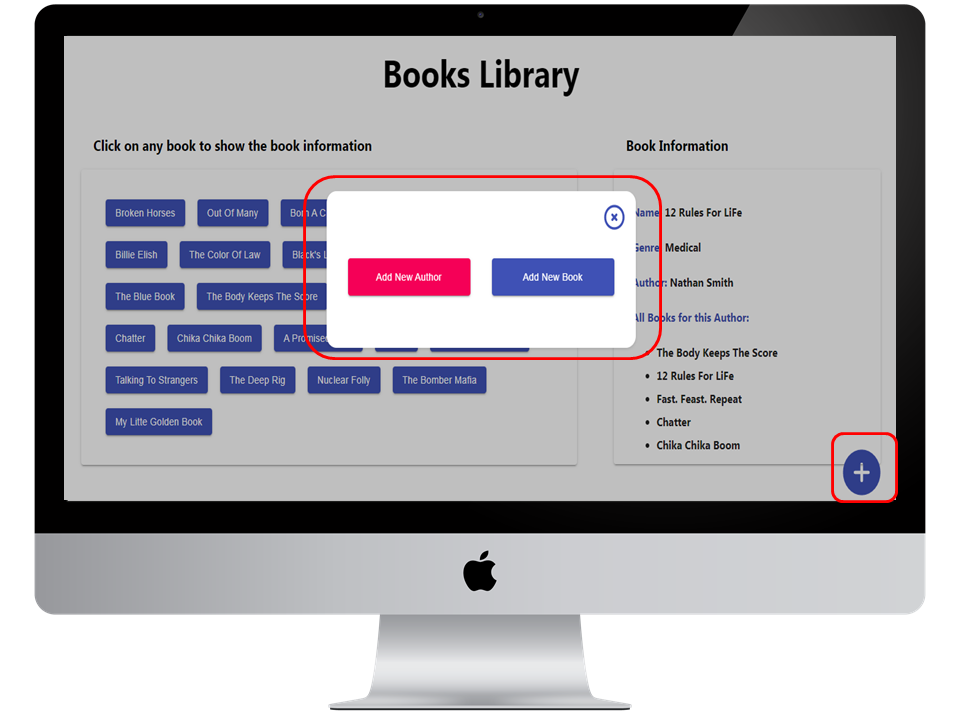 Books Library
Click on any book to show the book information
Book Information
Broken Horses
Out Of Many
Born A C
Billie Elish
The Color Of Law
Black's L
The Blue Book
The Body Keeps The Score
Chatter
Chika Chika Boom
A Promised
Talking To Strangers
The Deep Rig
Nuclear Folly
The Bomber Mafia
My Litte Golden Book
Add New Author
Add New Book
Name: 12 Rules For LiFe
Genre: Medical
Author: Nathan Smith
All Books for this Author:
The Body Keeps The Score
12 Rules For LiFe
Fast. Feast. Repeat
Chatter
Chika Chika Boom